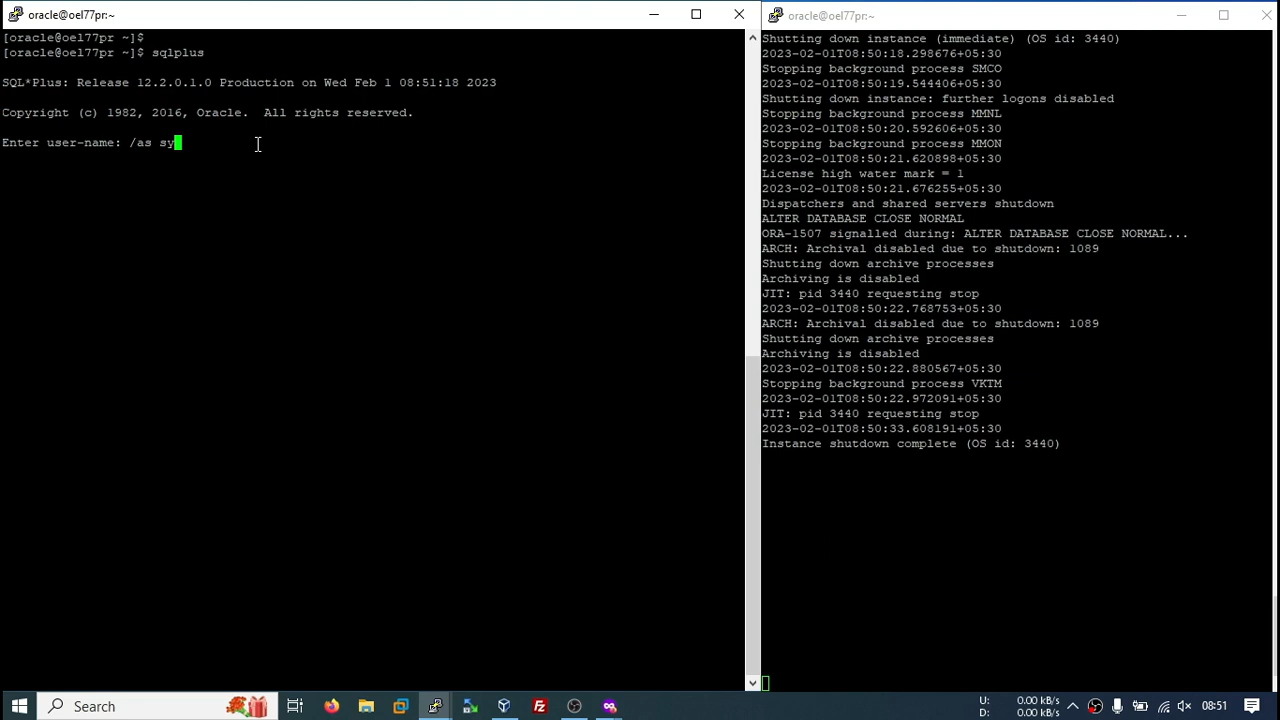 oracle@oel77pr:~
[oracle@oel77pr ~]$
[oracle@oel77pr ~]$ sqlplus
SQL*Plus: Release 12.2.0.1.0 Production on Wed Feb 1 08:51:18 2023
Copyright (c) 1982, 2016, Oracle.  All rights reserved.
Enter user-name: /as sy
oracle@oel77pr:~
Shutting down instance (immediate) (OS id: 3440)
2023-02-01T08:50:18.298676+05:30
Stopping background process SMCO
2023-02-01T08:50:19.544406+05:30
Shutting down instance: further logons disabled
Stopping background process MMNL
2023-02-01T08:50:20.592606+05:30
Stopping background process MMON
2023-02-01T08:50:21.620898+05:30
License high water mark = 1
2023-02-01T08:50:21.676255+05:30
Dispatchers and shared servers shutdown
ALTER DATABASE CLOSE NORMAL
ORA-1507 signalled during: ALTER DATABASE CLOSE NORMAL...
ARCH: Archival disabled due to shutdown: 1089
Shutting down archive processes
Archiving is disabled
JIT: pid 3440 requesting stop
2023-02-01T08:50:22.768753+05:30
ARCH: Archival disabled due to shutdown: 1089
Shutting down archive processes
Archiving is disabled
2023-02-01T08:50:22.880567+05:30
Stopping background process VKTM
2023-02-01T08:50:22.972091+05:30
JIT: pid 3440 requesting stop
2023-02-01T08:50:33.608191+05:30
Instance shutdown complete (OS id: 3440)
Search
U: 0.00 kB/s
D: 0.00 kB/s
08:51